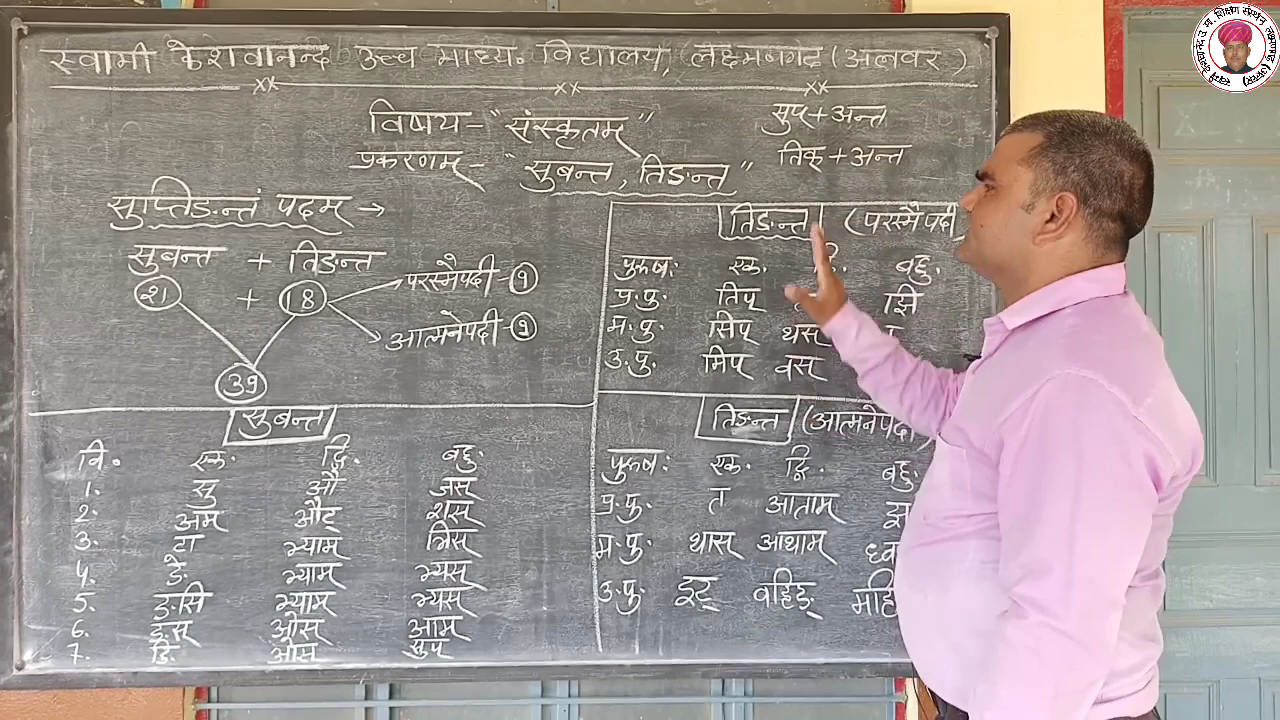 स्वामी केशवानन्द उच्च माध्य. विद्यालय, लक्ष्मणगढ़ (अलवर)
विषय - "संस्कृतम्"
प्रकरणम् - "सुबन्त, तिङन्त"
सुप् + अन्त
तिङ् + अन्त
सुप्तिङन्तं पदम् →
सुबन्त + तिङन्त
21 + 18
परस्मैपदी - 9
आत्मनेपदी - 9
39
सुबन्त
वि. एक. द्वि. बहु.
1. सु औ जस्
2. अम् औट् शस्
3. टा भ्याम् भिस्
4. ङे भ्याम् भ्यस्
5. ङसि भ्याम् भ्यस्
6. ङस् ओस् आम्
7. ङि ओस् सुप्
तिङन्त (परस्मैपदी
पुरुषः एक. बहु.
प्र.पु. तिप् झि
म.पु. सिप् थस्
उ.पु. मिप् वस्
तिङन्त (आत्मनेपदी)
पुरुषः एक. द्वि. बहु.
प्र.पु. त आताम् झ
म.पु. थास् आथाम् ध्व
उ.पु. इट् वहिङ् महि